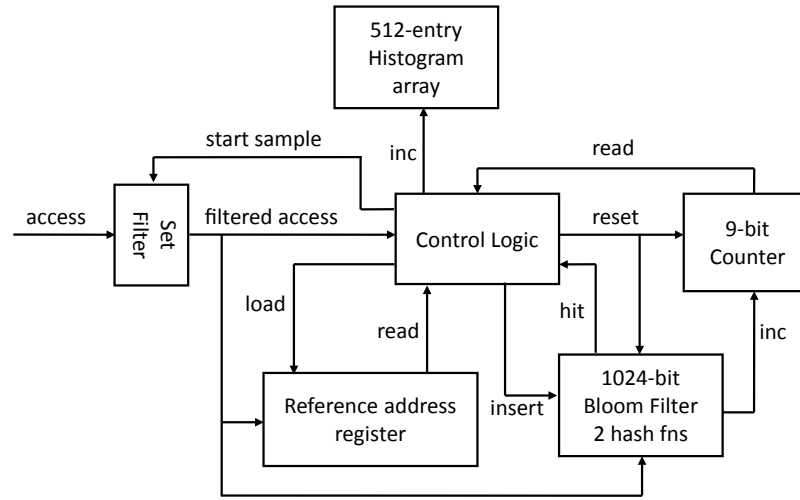 512-entry
Histogram
array
start sample
inc
read
access
Set
Filter
filtered access
Control Logic
reset
9-bit
Counter
load
read
hit
inc
Reference address
register
insert
1024-bit
Bloom Filter
2 hash fns